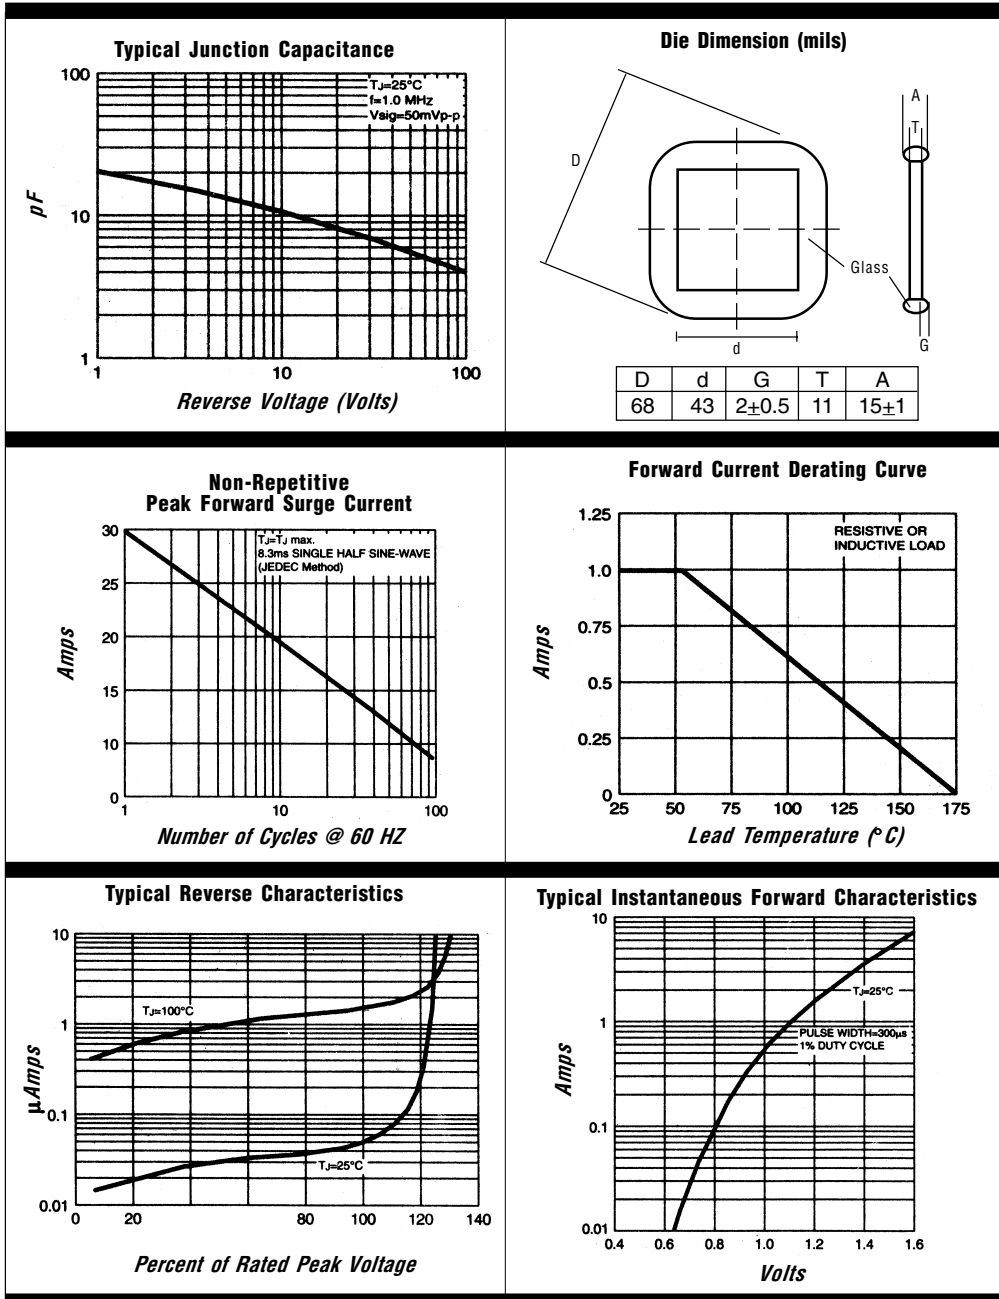 Typical Junction Capacitance
100
10
1
pF
TJ=25°C
f=1.0 MHz
Vsig=50mVp-p
1
10
100
Reverse Voltage (Volts)
Die Dimension (mils)
D
A
T
Glass
G
d
D d G T A
68 43 2±0.5 11 15±1
Non-Repetitive
Peak Forward Surge Current
30
25
20
15
10
0
Amps
TJ=TJ max.
8.3ms SINGLE HALF SINE-WAVE
(JEDEC Method)
1
10
100
Number of Cycles @ 60 HZ
Forward Current Derating Curve
1.25
1.0
0.75
0.5
0.25
0
Amps
RESISTIVE OR
INDUCTIVE LOAD
25 50 75 100 125 150 175
Lead Temperature (°C)
Typical Reverse Characteristics
10
1
0.1
0.01
µAmps
TJ=100°C
TJ=25°C
0 20 80 100 120 140
Percent of Rated Peak Voltage
Typical Instantaneous Forward Characteristics
10
1
0.1
0.01
Amps
TJ=25°C
PULSE WIDTH=300µs
1% DUTY CYCLE
0.4 0.6 0.8 1.0 1.2 1.4 1.6
Volts